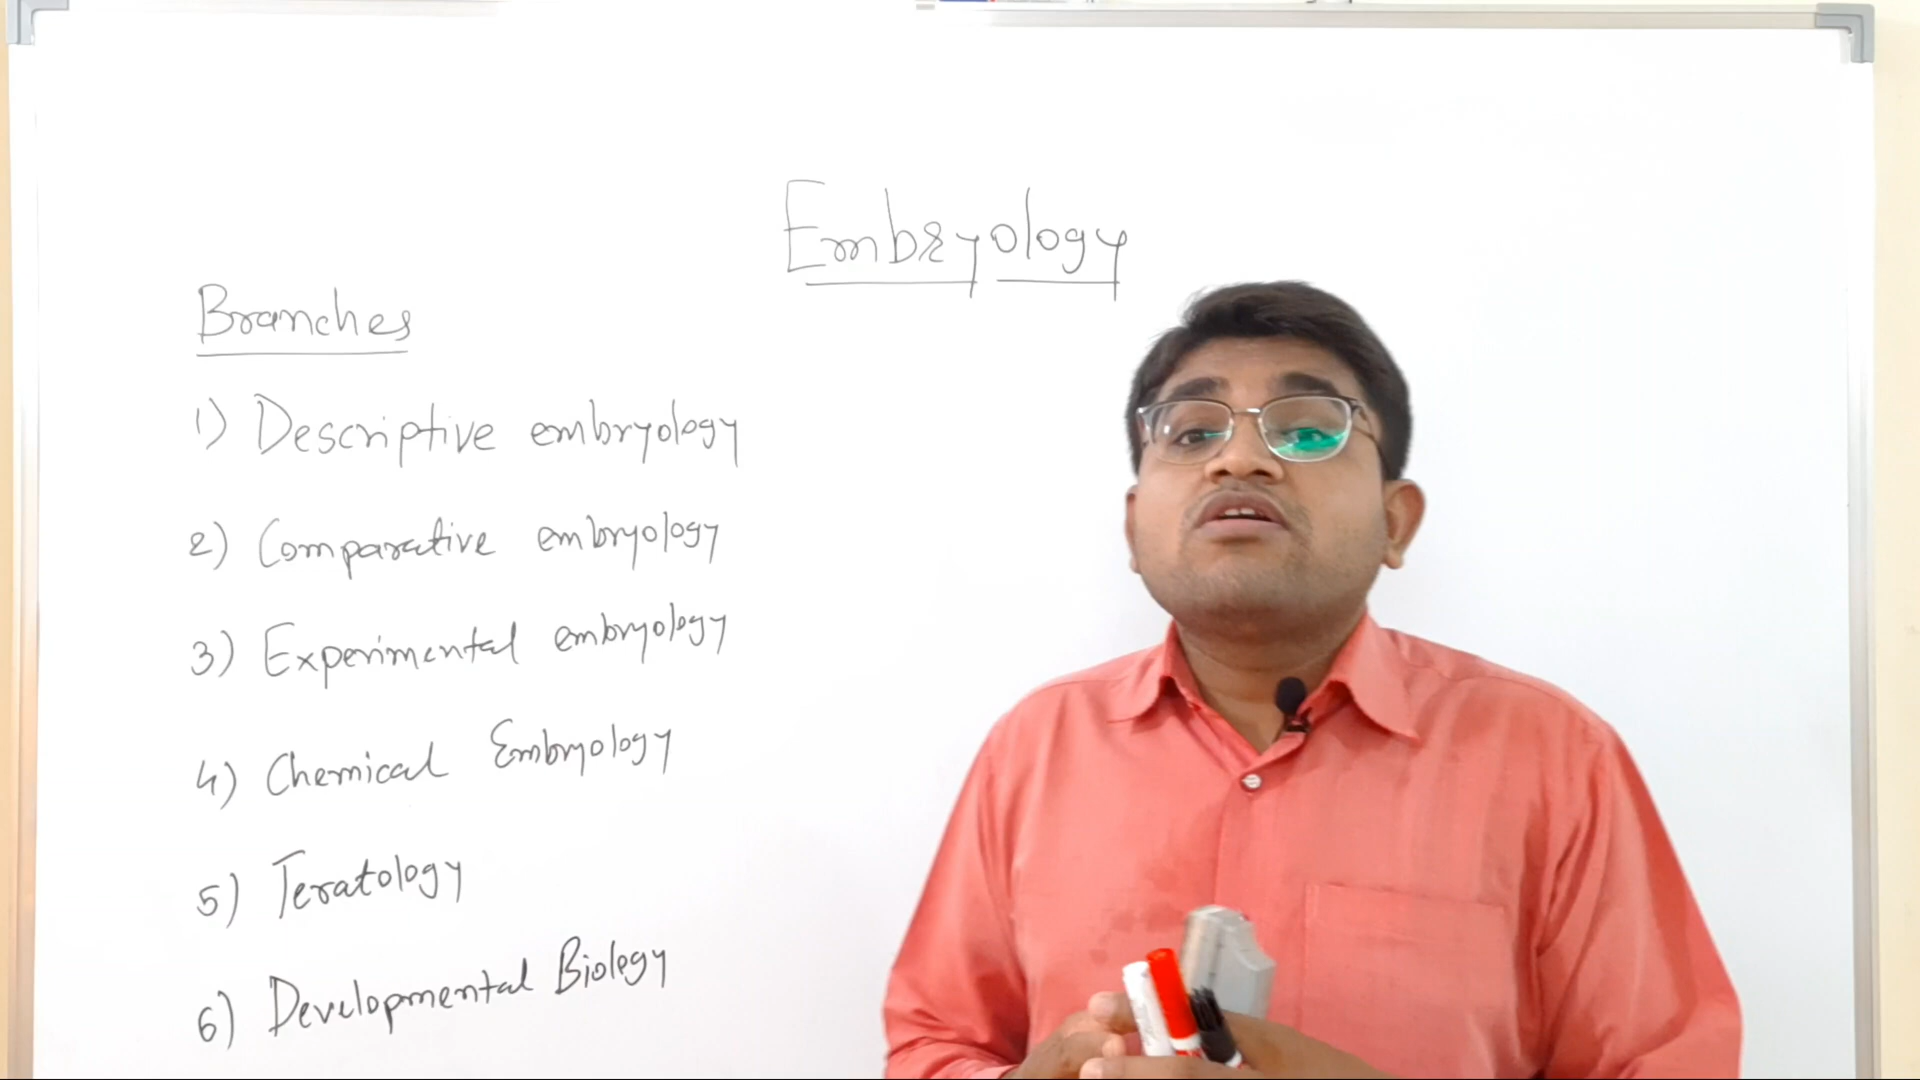 Embryology
Branches
1) Descriptive embryology
2) Comparative embryology
3) Experimental embryology
4) Chemical Embryology
5) Teratology
6) Developmental Biology